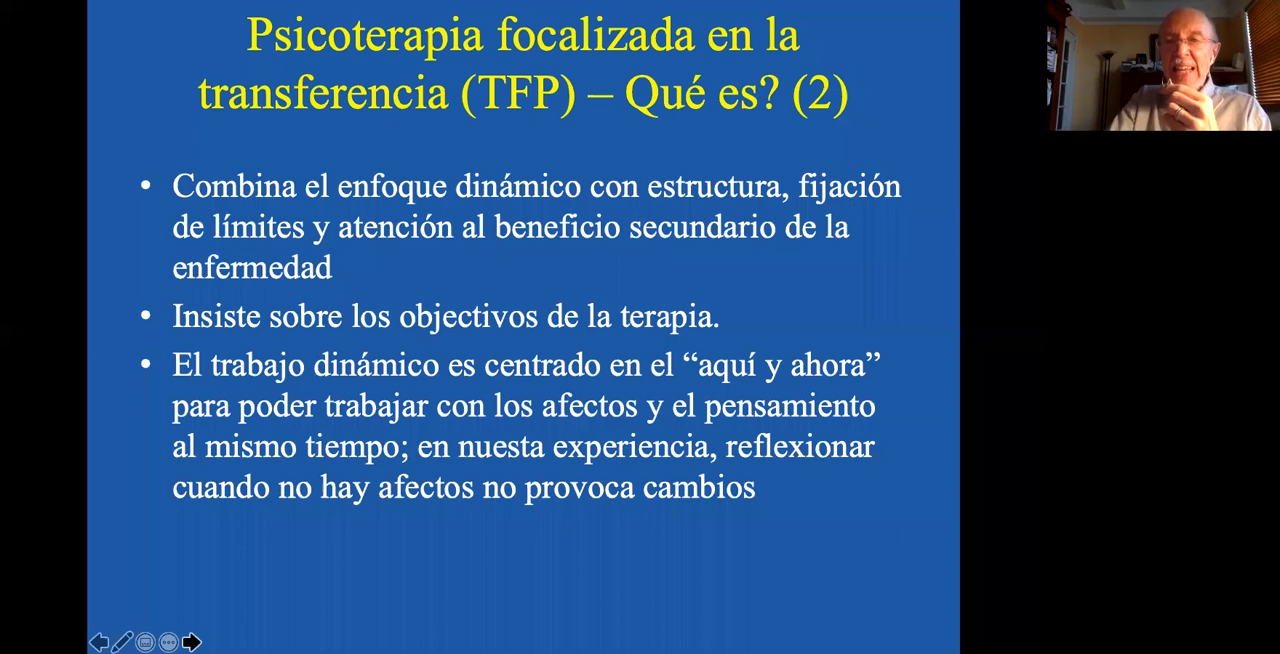 Psicoterapia focalizada en la
transferencia (TFP) – Qué es? (2)
• Combina el enfoque dinámico con estructura, fijación
de límites y atención al beneficio secundario de la
enfermedad
• Insiste sobre los objectivos de la terapia.
• El trabajo dinámico es centrado en el “aquí y ahora”
para poder trabajar con los afectos y el pensamiento
al mismo tiempo; en nuesta experiencia, reflexionar
cuando no hay afectos no provoca cambios